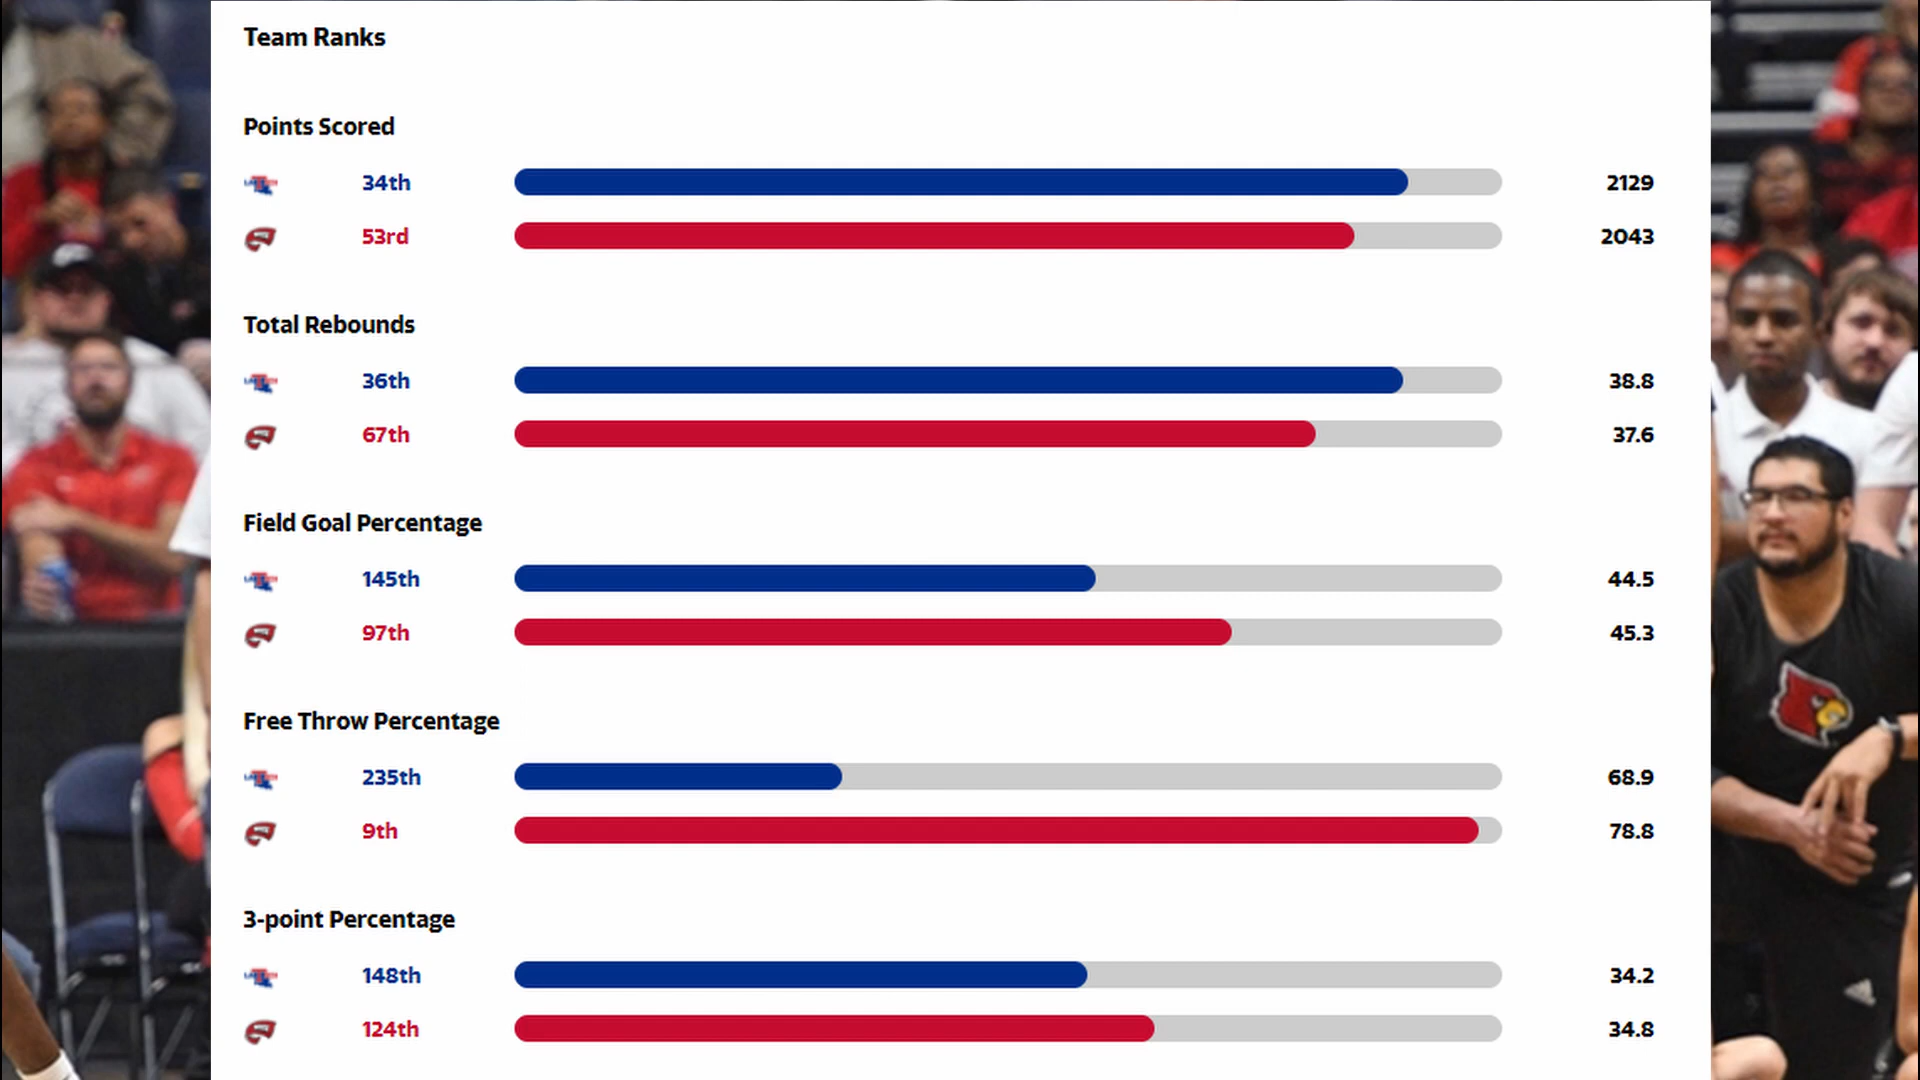 Team Ranks
Points Scored
34th 2129
53rd 2043
Total Rebounds
36th 38.8
67th 37.6
Field Goal Percentage
145th 44.5
97th 45.3
Free Throw Percentage
235th 68.9
9th 78.8
3-point Percentage
148th 34.2
124th 34.8